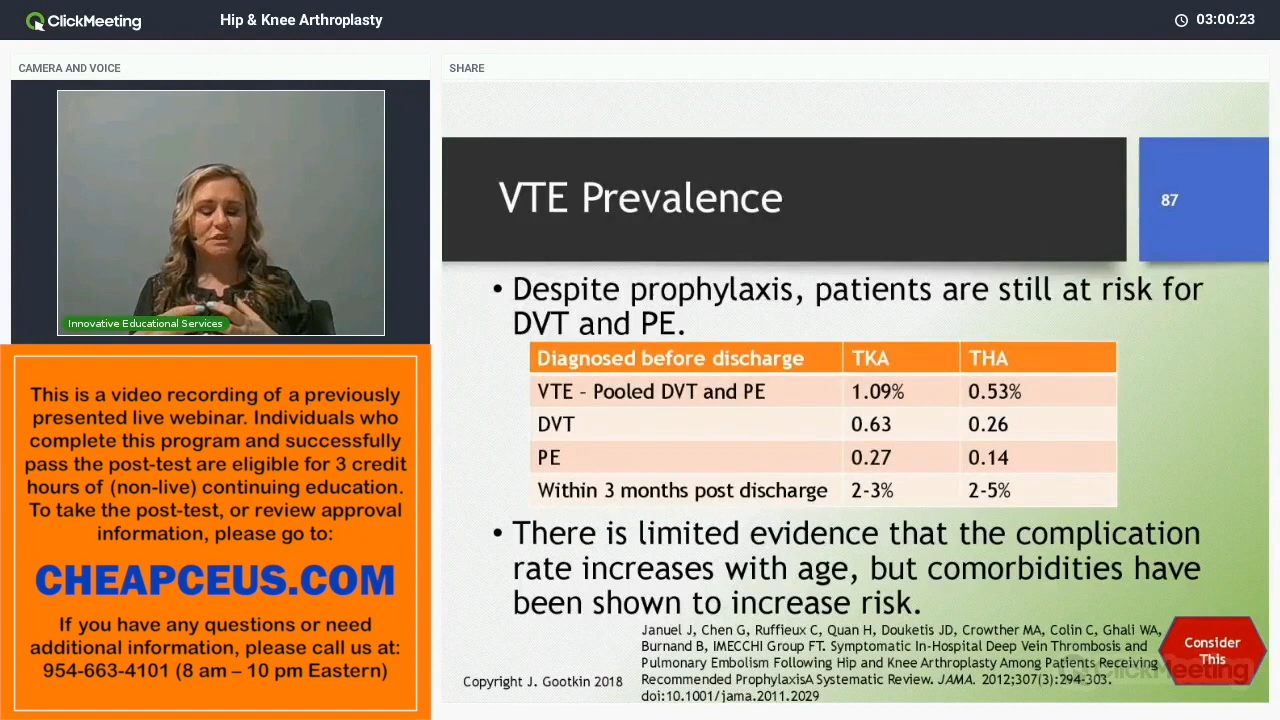 ClickMeeting
Hip & Knee Arthroplasty
03:00:23
CAMERA AND VOICE
Innovative Educational Services
This is a video recording of a previously
presented live webinar. Individuals who
complete this program and successfully
pass the post-test are eligible for 3 credit
hours of (non-live) continuing education.
To take the post-test, or review approval
information, please go to:
CHEAPCEUS.COM
If you have any questions or need
additional information, please call us at:
954-663-4101 (8 am – 10 pm Eastern)
SHARE
VTE Prevalence
87
• Despite prophylaxis, patients are still at risk for
DVT and PE.
Diagnosed before discharge TKA THA
VTE – Pooled DVT and PE 1.09% 0.53%
DVT 0.63 0.26
PE 0.27 0.14
Within 3 months post discharge 2-3% 2-5%
• There is limited evidence that the complication
rate increases with age, but comorbidities have
been shown to increase risk.
Januel J, Chen G, Ruffieux C, Quan H, Douketis JD, Crowther MA, Colin C, Ghali WA,
Burnand B, IMECCHI Group FT. Symptomatic In-Hospital Deep Vein Thrombosis and
Pulmonary Embolism Following Hip and Knee Arthroplasty Among Patients Receiving
Recommended ProphylaxisA Systematic Review. JAMA. 2012;307(3):294-303.
doi:10.1001/jama.2011.2029
Copyright J. Gootkin 2018
Consider
This
ClickMeeting